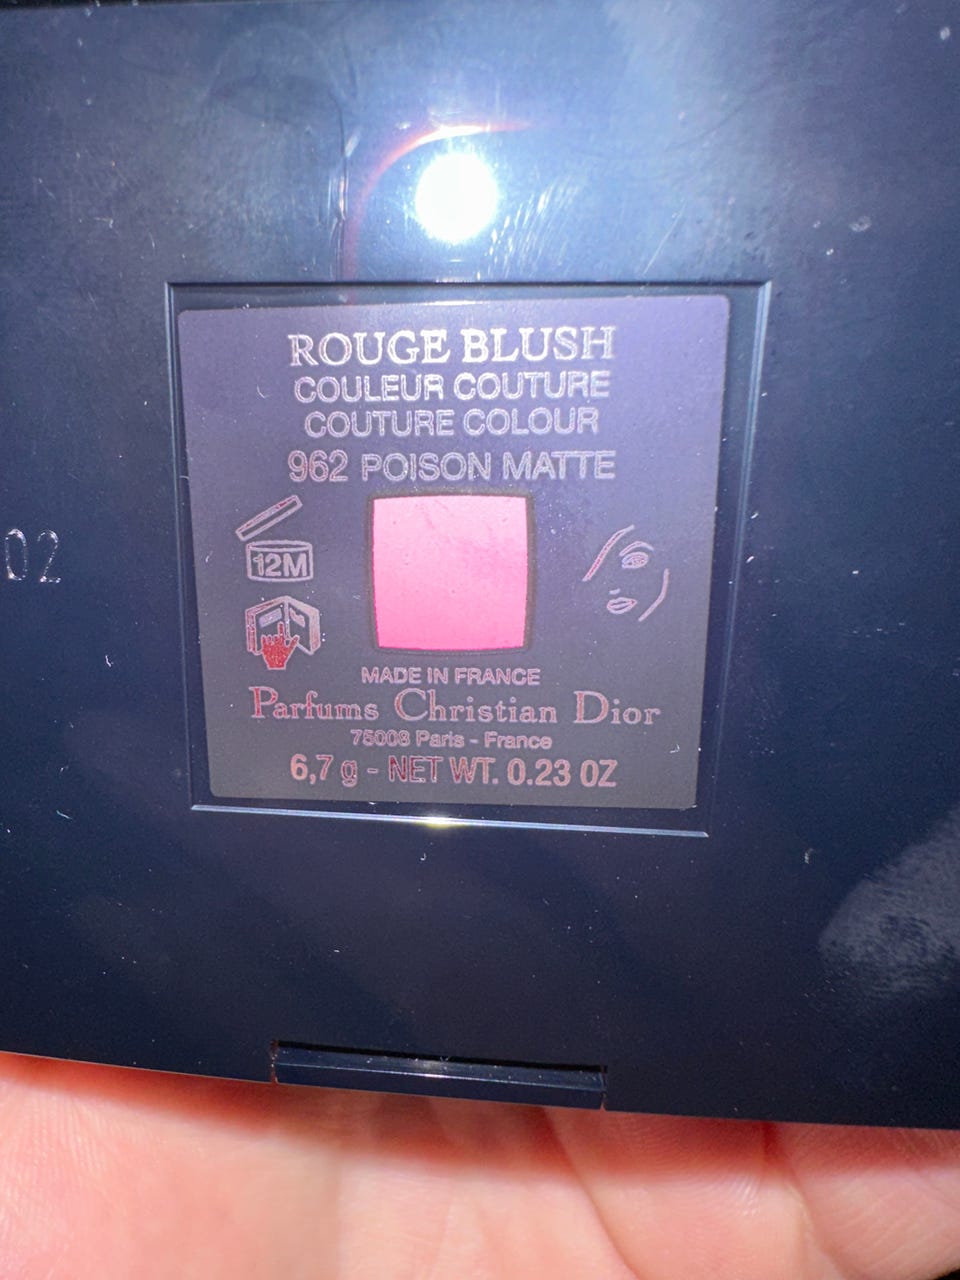 ROUGE BLUSH
COULEUR COUTURE
COUTURE COLOUR
962 POISON MATTE
02
12M
MADE IN FRANCE
Parfums Christian Dior
75008 Paris - France
6,7 g - NET WT. 0.23 OZ